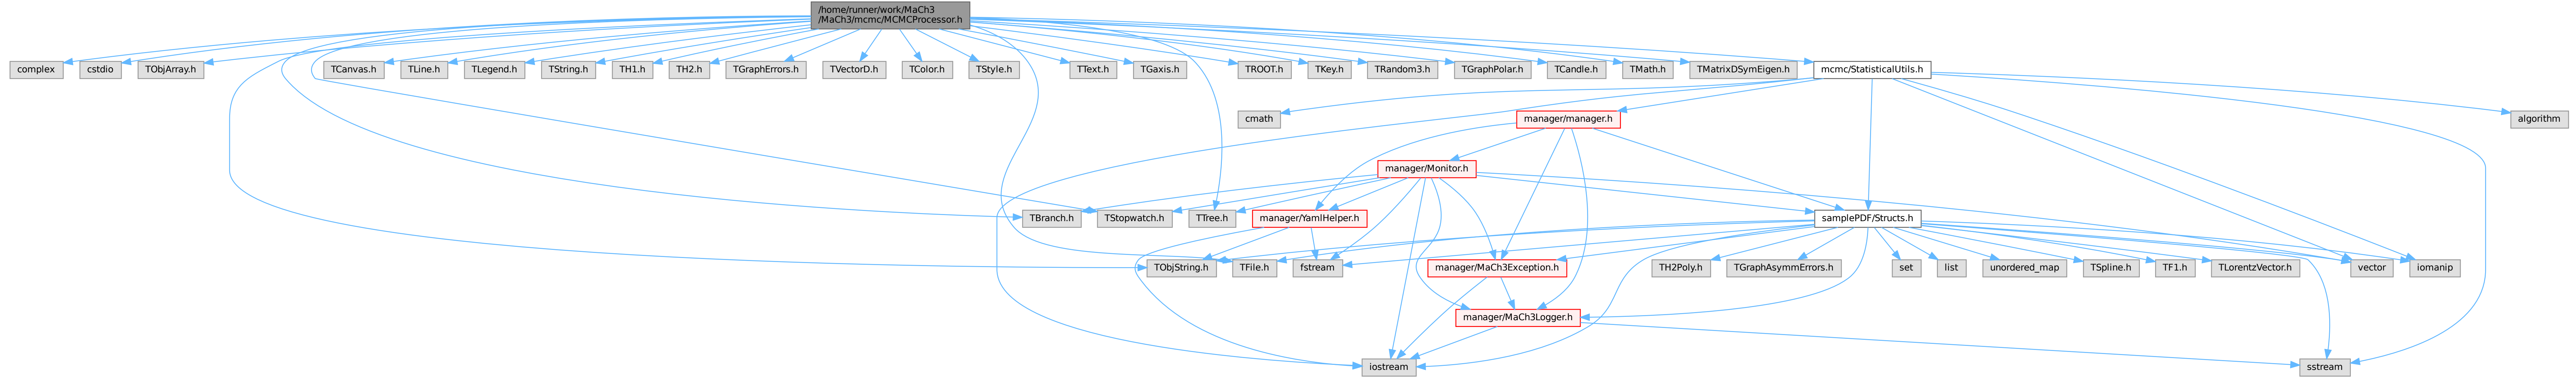 /home/runner/work/MaCh3
/MaCh3/mcmc/MCMCProcessor.h
complex
cstdio
TObjArray.h
TCanvas.h
TLine.h
TLegend.h
TString.h
TH1.h
TH2.h
TGraphErrors.h
TVectorD.h
TColor.h
TStyle.h
TText.h
TGaxis.h
TROOT.h
TKey.h
TRandom3.h
TGraphPolar.h
TCandle.h
TMath.h
TMatrixDSymEigen.h
mcmc/StatisticalUtils.h
cmath
manager/manager.h
algorithm
manager/Monitor.h
TBranch.h
TStopwatch.h
TTree.h
manager/YamlHelper.h
samplePDF/Structs.h
TObjString.h
TFile.h
fstream
manager/MaCh3Exception.h
TH2Poly.h
TGraphAsymmErrors.h
set
list
unordered_map
TSpline.h
TF1.h
TLorentzVector.h
vector
iomanip
manager/MaCh3Logger.h
iostream
sstream